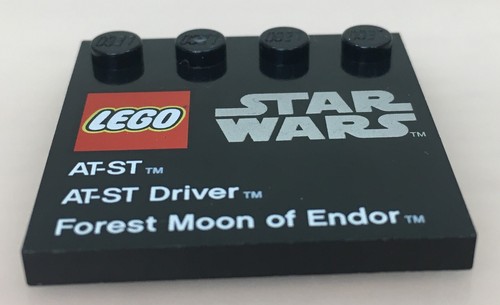 LEGO
STAR
WARS™
AT-ST™
AT-ST Driver™
Forest Moon of Endor™